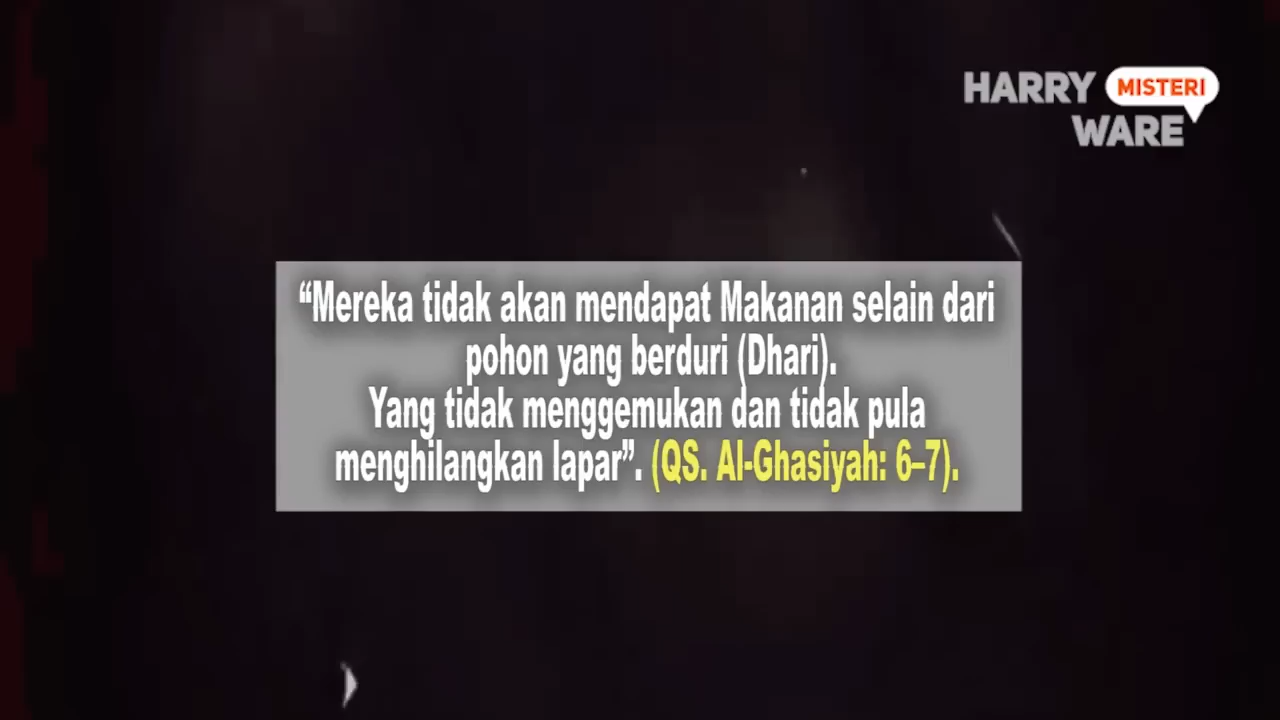 HARRY MISTERI
WARE
“Mereka tidak akan mendapat Makanan selain dari
pohon yang berduri (Dhari).
Yang tidak menggemukan dan tidak pula
menghilangkan lapar”. (QS. Al-Ghasiyah: 6–7).